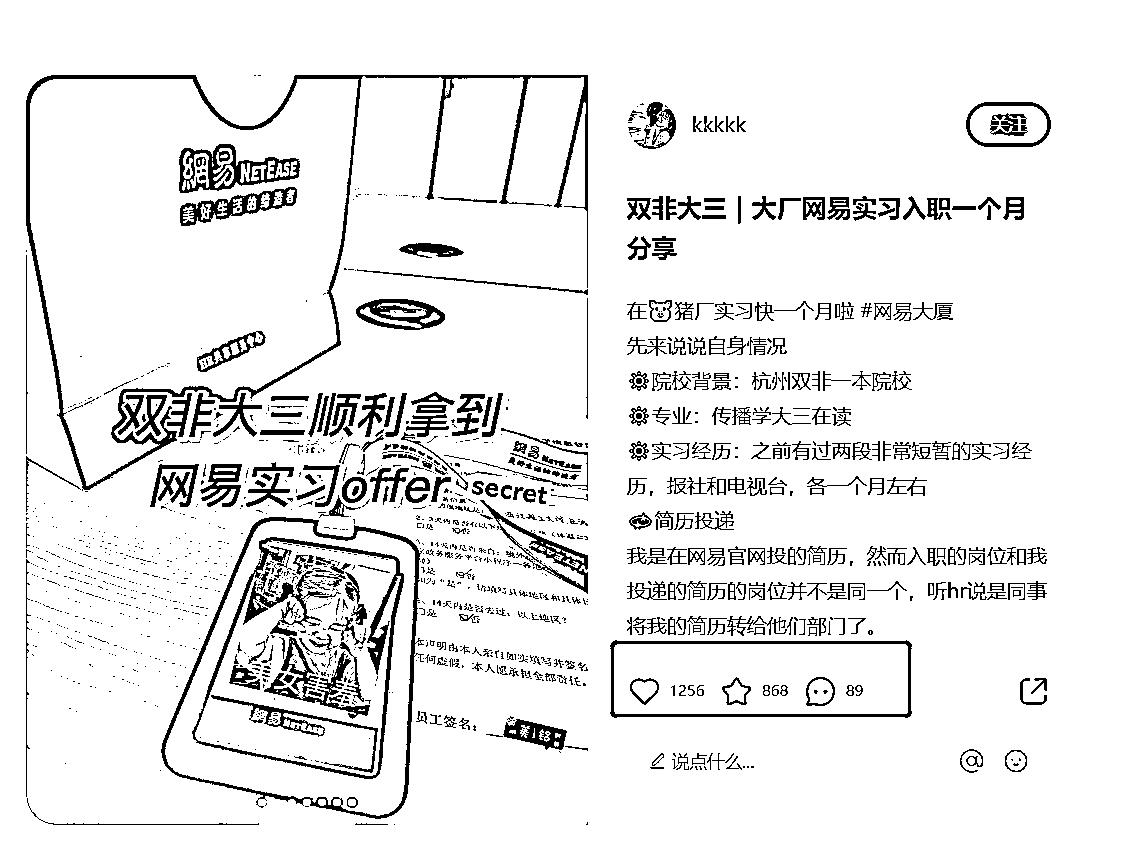 網易 NETEASE
美好生活的给源者
双非大三顺利拿到
网易实习offer
secret
網易 NETEASE
員工签名：
kkkkk
关注
双非大三｜大厂网易实习入职一个月
分享
在🐷猪厂实习快一个月啦 #网易大厦
先来说说自身情况
院校背景：杭州双非一本院校
专业：传播学大三在读
实习经历：之前有过两段非常短暂的实习经
历，报社和电视台，各一个月左右
简历投递
我是在网易官网投的简历，然而入职的岗位和我
投递的简历的岗位并不是同一个，听hr说是同事
将我的简历转给他们部门了。
1256 868 89
说点什么...